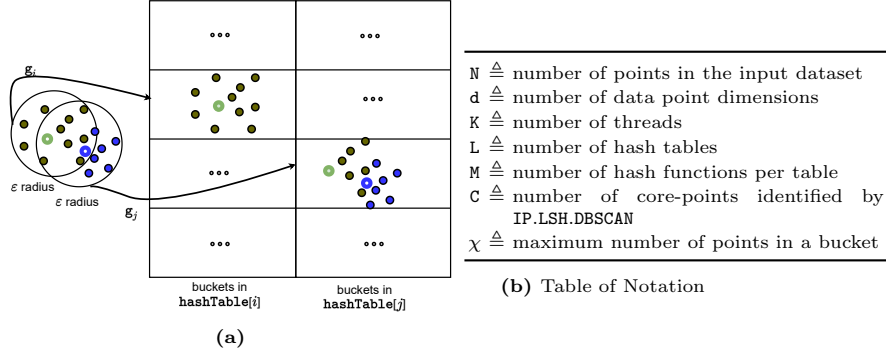 g_i
ε radius
ε radius
g_j
buckets in
hashTable[i]
buckets in
hashTable[j]
(a)
N ≜ number of points in the input dataset
d ≜ number of data point dimensions
K ≜ number of threads
L ≜ number of hash tables
M ≜ number of hash functions per table
C ≜ number of core-points identified by
IP.LSH.DBSCAN
χ ≜ maximum number of points in a bucket
(b) Table of Notation